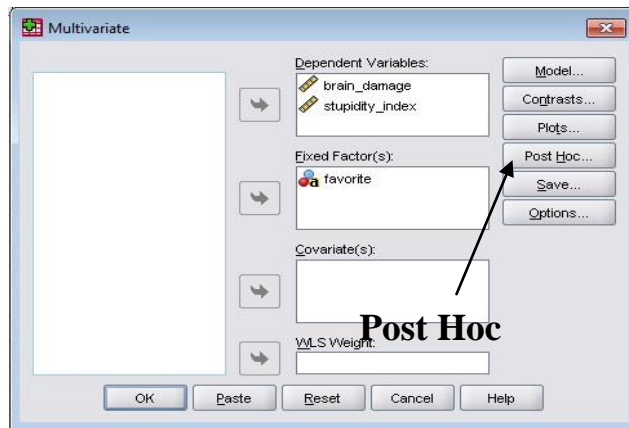 Multivariate
Dependent Variables:
brain_damage
stupidity_index
Fixed Factor(s):
a favorite
Covariate(s):
WLS Weight:
Model...
Contrasts...
Plots...
Post Hoc...
Save...
Options...
Post Hoc
OK
Paste
Reset
Cancel
Help